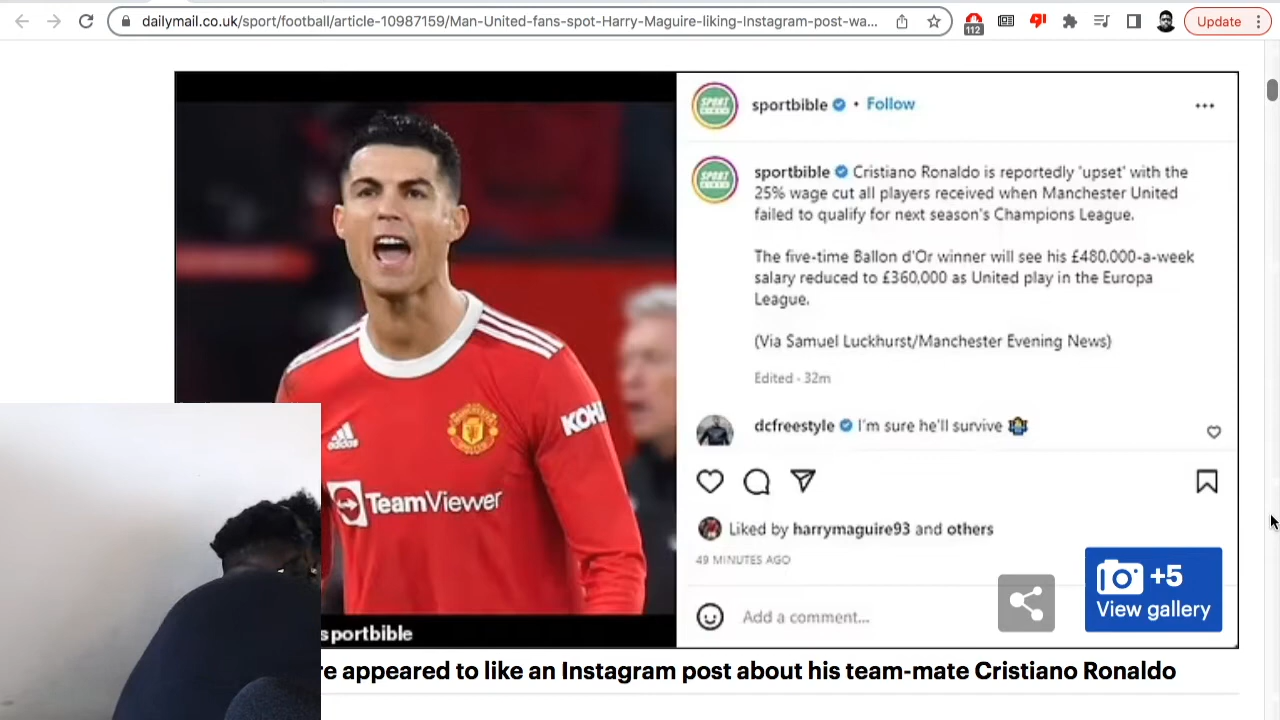 dailymail.co.uk/sport/football/article-10987159/Man-United-fans-spot-Harry-Maguire-liking-Instagram-post-wa...
112
Update
sportbible • Follow
sportbible Cristiano Ronaldo is reportedly 'upset' with the
25% wage cut all players received when Manchester United
failed to qualify for next season's Champions League.
The five-time Ballon d'Or winner will see his £480,000-a-week
salary reduced to £360,000 as United play in the Europa
League.
(Via Samuel Luckhurst/Manchester Evening News)
Edited · 32m
dcfreestyle I'm sure he'll survive
Liked by harrymaguire93 and others
49 MINUTES AGO
Add a comment...
+5
View gallery
SPORT
SPORT
adidas
KOH
TeamViewer
sportbible
re appeared to like an Instagram post about his team-mate Cristiano Ronaldo